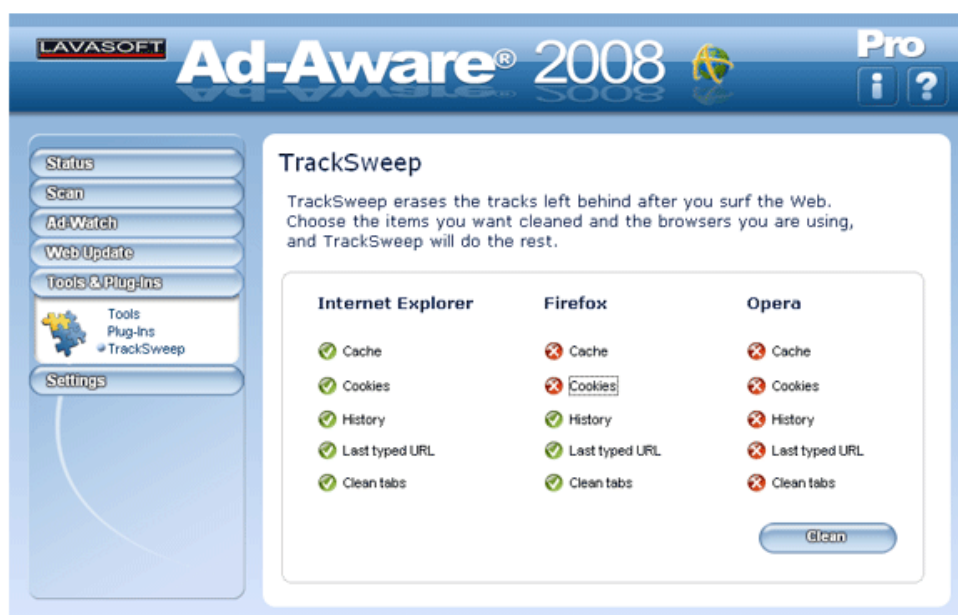 LAVASOFT
Ad-Aware® 2008
Pro
i ?
Status
Scan
Ad-Watch
Web Update
Tools & Plug-Ins
Tools
Plug-Ins
TrackSweep
Settings
TrackSweep
TrackSweep erases the tracks left behind after you surf the Web.
Choose the items you want cleaned and the browsers you are using,
and TrackSweep will do the rest.
Internet Explorer Firefox Opera
Cache Cache Cache
Cookies Cookies Cookies
History History History
Last typed URL Last typed URL Last typed URL
Clean tabs Clean tabs Clean tabs
Clean